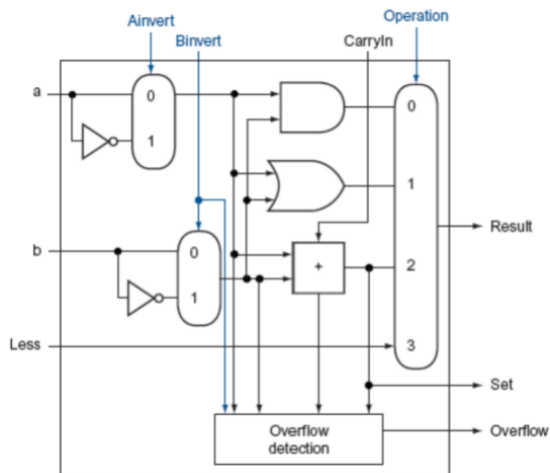 Operation
Ainvert
Binvert
CarryIn
a
0
1
0
1
Result
b
0
1
+
2
Less
3
Set
Overflow detection
Overflow